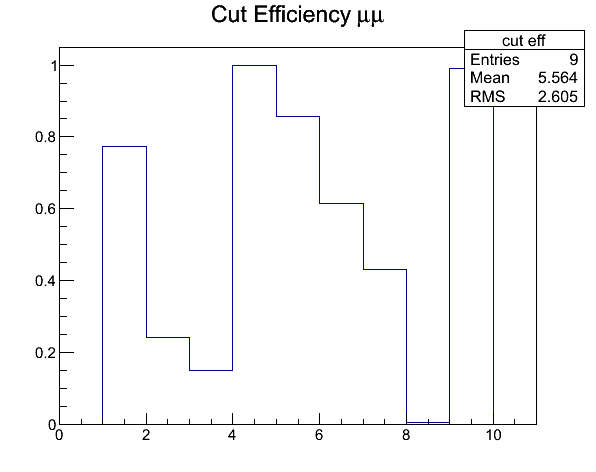 Cut Efficiency μμ
cut eff
Entries 9
Mean 5.564
RMS 2.605
1
0.8
0.6
0.4
0.2
0
0 2 4 6 8 10